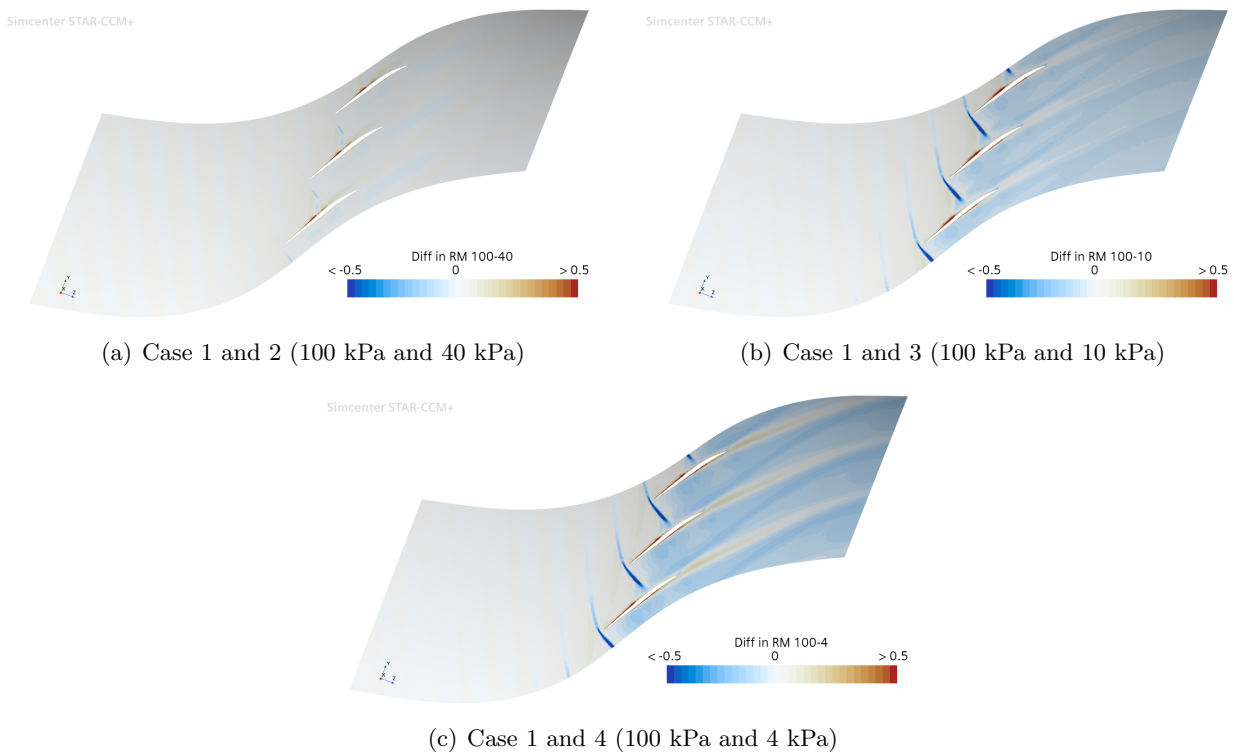 Simcenter STAR-CCM+
Diff in RM 100-40
< -0.5 0 > 0.5
Y
X Z
(a) Case 1 and 2 (100 kPa and 40 kPa)
Simcenter STAR-CCM+
Diff in RM 100-10
< -0.5 0 > 0.5
Y
X Z
(b) Case 1 and 3 (100 kPa and 10 kPa)
Simcenter STAR-CCM+
Diff in RM 100-4
< -0.5 0 > 0.5
Y
X Z
(c) Case 1 and 4 (100 kPa and 4 kPa)